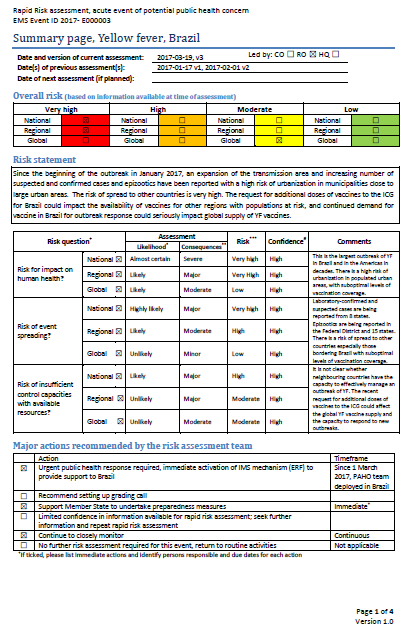 Rapid Risk assessment, acute event of potential public health concern
EMS Event ID 2017- E000003
Summary page, Yellow fever, Brazil
Date and version of current assessment: 2017-03-19, v3 Led by: CO ☐ RO ☒ HQ ☐
Date(s) of previous assessment(s): 2017-01-17 v1, 2017-02-01 v2
Date of next assessment (if planned):
Overall risk (based on information available at time of assessment)
Very high High Moderate Low
National ☒ National ☐ National ☐ National ☐
Regional ☒ Regional ☐ Regional ☐ Regional ☐
Global ☐ Global ☐ Global ☒ Global ☐
Risk statement
Since the beginning of the outbreak in January 2017, an expansion of the transmission area and increasing number of
suspected and confirmed cases and epizootics have been reported with a high risk of urbanization in municipalities close to
large urban areas. The risk of spread to other countries is very high. The request for additional doses of vaccines to the ICG
for Brazil could impact the availability of vaccines for other regions with populations at risk, and continued demand for
vaccine in Brazil for outbreak response could seriously impact global supply of YF vaccines.
Risk question* Assessment Risk*** Confidence# Comments
Likelihood* Consequences**
Risk for impact on human health?
National ☒ Almost certain Severe Very high High
Regional ☒ Likely Major Very High High
Global ☒ Likely Moderate Low High
This is the largest outbreak of YF
in Brazil and in the Americas in
decades. There is a high risk of
urbanization in populated urban
areas, with suboptimal levels of
vaccination coverage.
Risk of event spreading?
National ☒ Highly likely Major Very high High
Regional ☒ Likely Moderate High High
Global ☒ Unlikely Minor Low High
Laboratory-confirmed and
suspected cases are being
reported from 8 states.
Epizootics are being reported in
the Federal District and 15 states.
There is a risk of spread to other
countries especially those
bordering Brazil with suboptimal
levels of vaccination coverage.
Risk of insufficient control capacities with available resources?
National ☒ Likely Major High High
Regional ☒ Unlikely Major Moderate High
Global ☒ Unlikely Major Moderate Moderate
It is not clear whether
neighbouring countries have the
capacity to effectively manage an
outbreak of YF. The recent
request for additional doses of
vaccines to the ICG could affect
the global YF vaccine supply and
the capacity to respond to new
outbreaks.
Major actions recommended by the risk assessment team
Action Timeframe
☒ Urgent public health response required, immediate activation of IMS mechanism (ERF) to Since 1 March
provide support to Brazil 2017, PAHO team
deployed in Brazil
☐ Recommend setting up grading call
☒ Support Member State to undertake preparedness measures Immediate*
☐ Limited confidence in information available for rapid risk assessment; seek further
information and repeat rapid risk assessment
☒ Continue to closely monitor Continuous
☐ No further risk assessment required for this event, return to routine activities Not applicable
*If ticked, please list immediate actions and identify persons responsible and due dates for each action
Page 1 of 4
Version 1.0